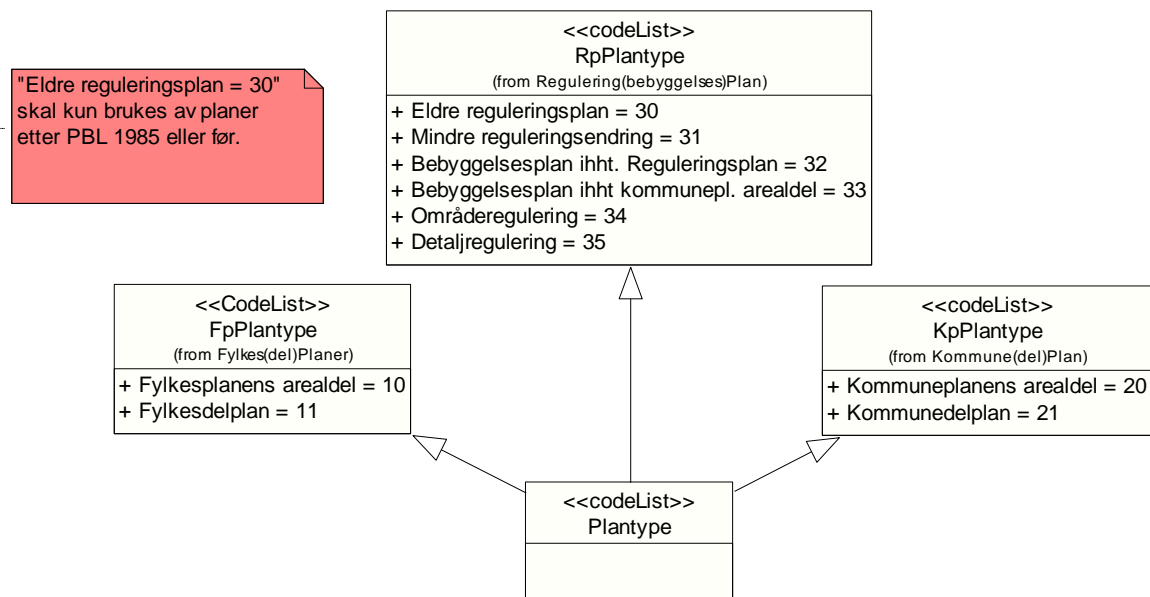 "Eldre reguleringsplan = 30"
skal kun brukes av planer
etter PBL 1985 eller før.
<<codeList>>
RpPlantype
(from Regulering(bebyggelses)Plan)
+ Eldre reguleringsplan = 30
+ Mindre reguleringsendring = 31
+ Bebyggelsesplan ihht. Reguleringsplan = 32
+ Bebyggelsesplan ihht kommunepl. arealdel = 33
+ Områderegulering = 34
+ Detaljregulering = 35
<<CodeList>>
FpPlantype
(from Fylkes(del)Planer)
+ Fylkesplanens arealdel = 10
+ Fylkesdelplan = 11
<<codeList>>
KpPlantype
(from Kommune(del)Plan)
+ Kommuneplanens arealdel = 20
+ Kommunedelplan = 21
<<codeList>>
Plantype